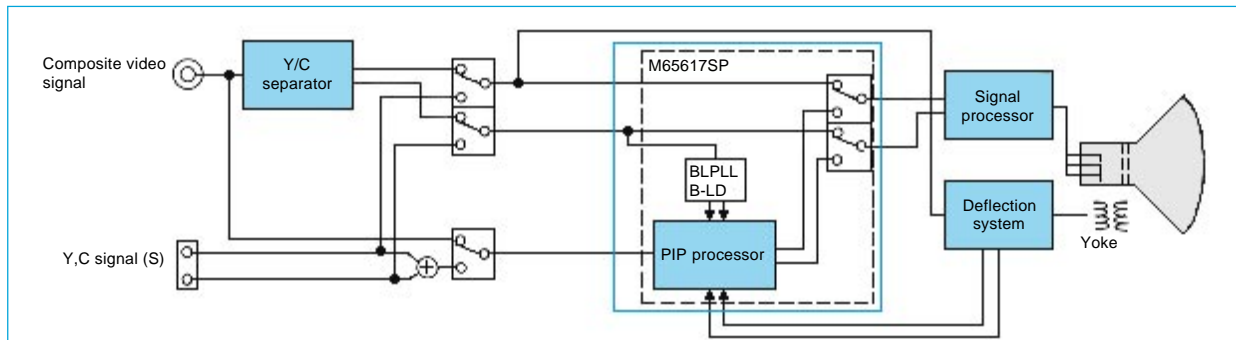 Composite video
signal
Y/C
separator
M65617SP
Signal
processor
BLPLL
B-LD
Deflection
system
Yoke
Y,C signal (S)
PIP processor